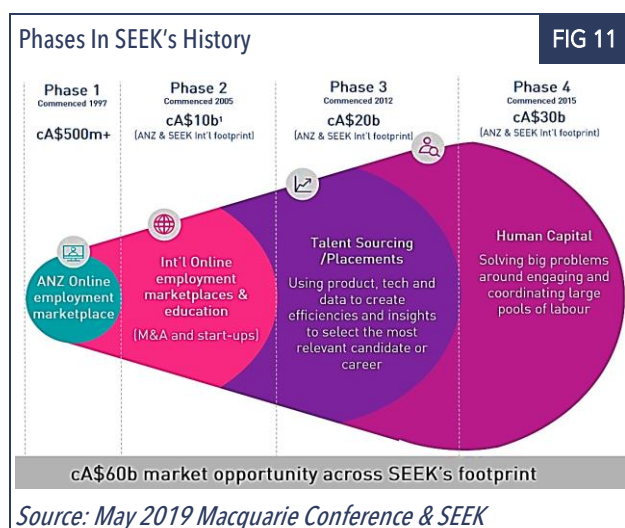 Phases In SEEK's History
FIG 11
Phase 1
Commenced 1997
cA$500m+
Phase 2
Commenced 2005
cA$10b¹
(ANZ & SEEK Int'l footprint)
Phase 3
Commenced 2012
cA$20b
(ANZ & SEEK Int'l footprint)
Phase 4
Commenced 2015
cA$30b
(ANZ & SEEK Int'l footprint)
ANZ Online
employment
marketplace
Int'l Online
employment
marketplaces &
education
(M&A and start-ups)
Talent Sourcing
/Placements
Using product, tech and
data to create
efficiencies and insights
to select the most
relevant candidate or
career
Human Capital
Solving big problems
around engaging and
coordinating large
pools of labour
cA$60b market opportunity across SEEK's footprint
Source: May 2019 Macquarie Conference & SEEK